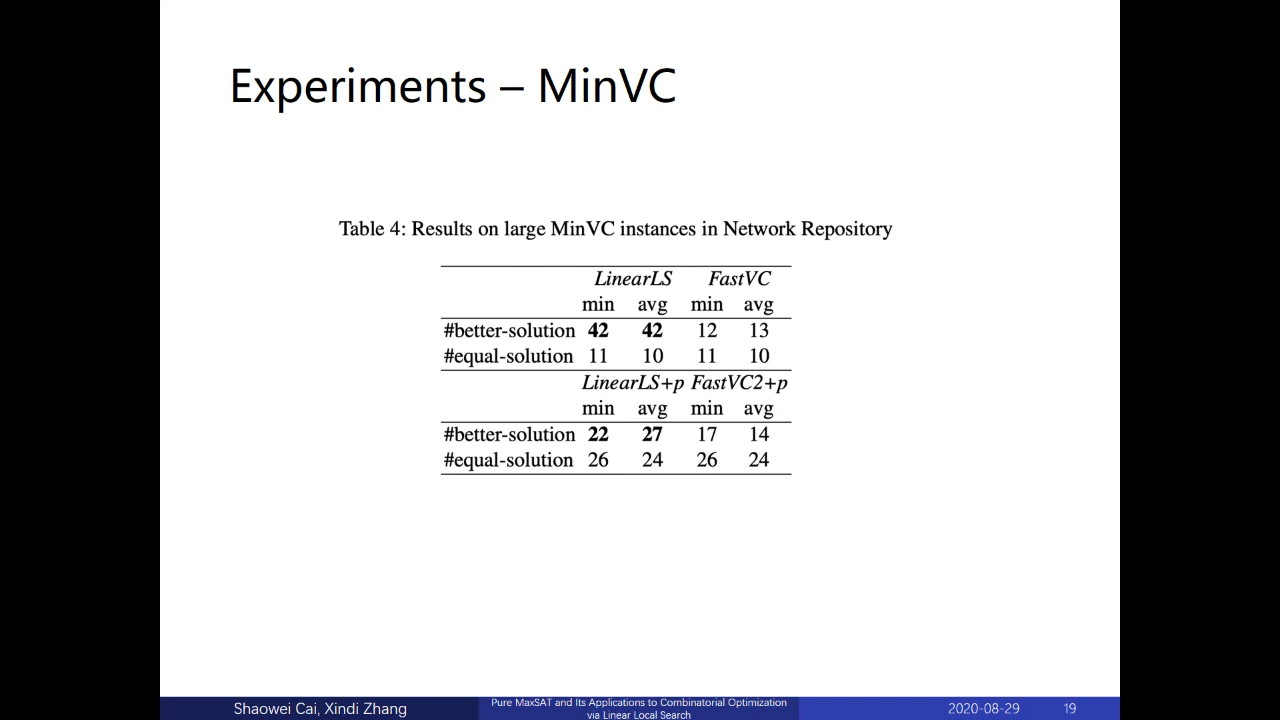 Experiments – MinVC
Table 4: Results on large MinVC instances in Network Repository
LinearLS FastVC
min avg min avg
#better-solution 42 42 12 13
#equal-solution 11 10 11 10
LinearLS+p FastVC2+p
min avg min avg
#better-solution 22 27 17 14
#equal-solution 26 24 26 24
Shaowei Cai, Xindi Zhang
Pure MaxSAT and Its Applications to Combinatorial Optimization
via Linear Local Search
2020-08-29
19